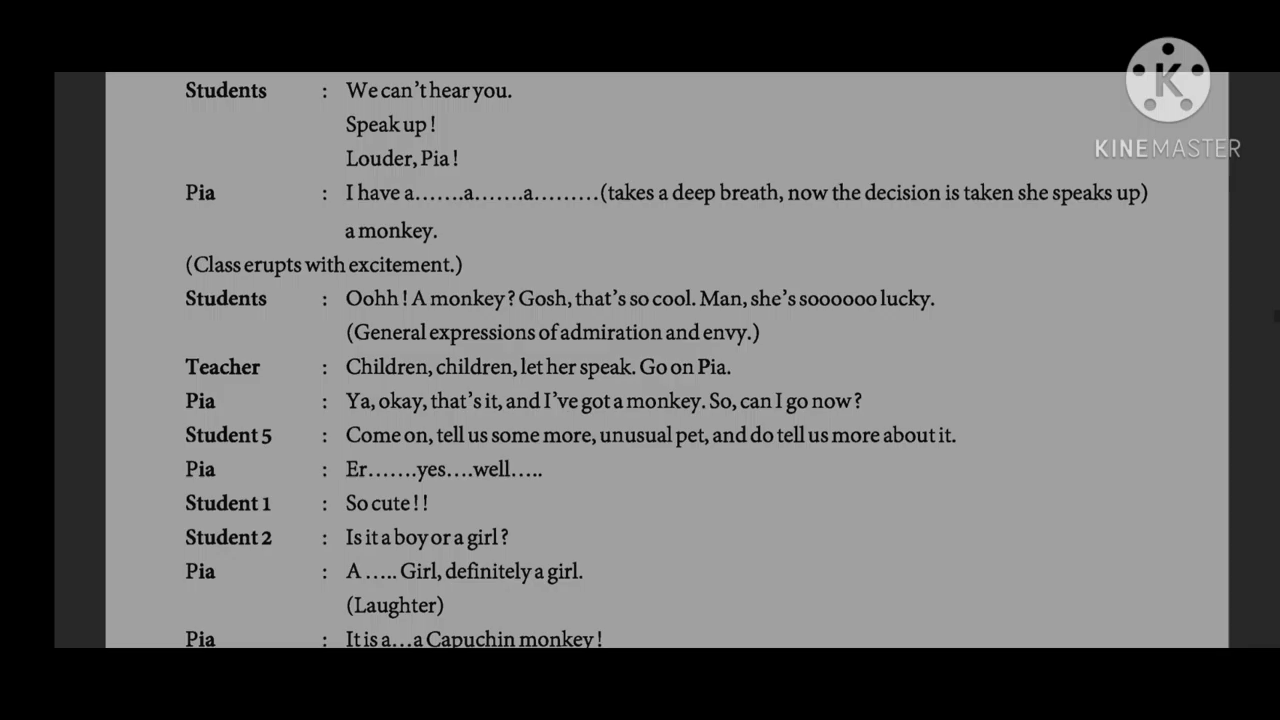 KINEMASTER
Students : We can't hear you.
Speak up !
Louder, Pia !
Pia : I have a.......a.......a.........(takes a deep breath, now the decision is taken she speaks up)
a monkey.
(Class erupts with excitement.)
Students : Oohh ! A monkey ? Gosh, that's so cool. Man, she's soooooo lucky.
(General expressions of admiration and envy.)
Teacher : Children, children, let her speak. Go on Pia.
Pia : Ya, okay, that's it, and I've got a monkey. So, can I go now ?
Student 5 : Come on, tell us some more, unusual pet, and do tell us more about it.
Pia : Er.......yes....well.....
Student 1 : So cute ! !
Student 2 : Is it a boy or a girl ?
Pia : A ..... Girl, definitely a girl.
(Laughter)
Pia : It is a...a Capuchin monkey !